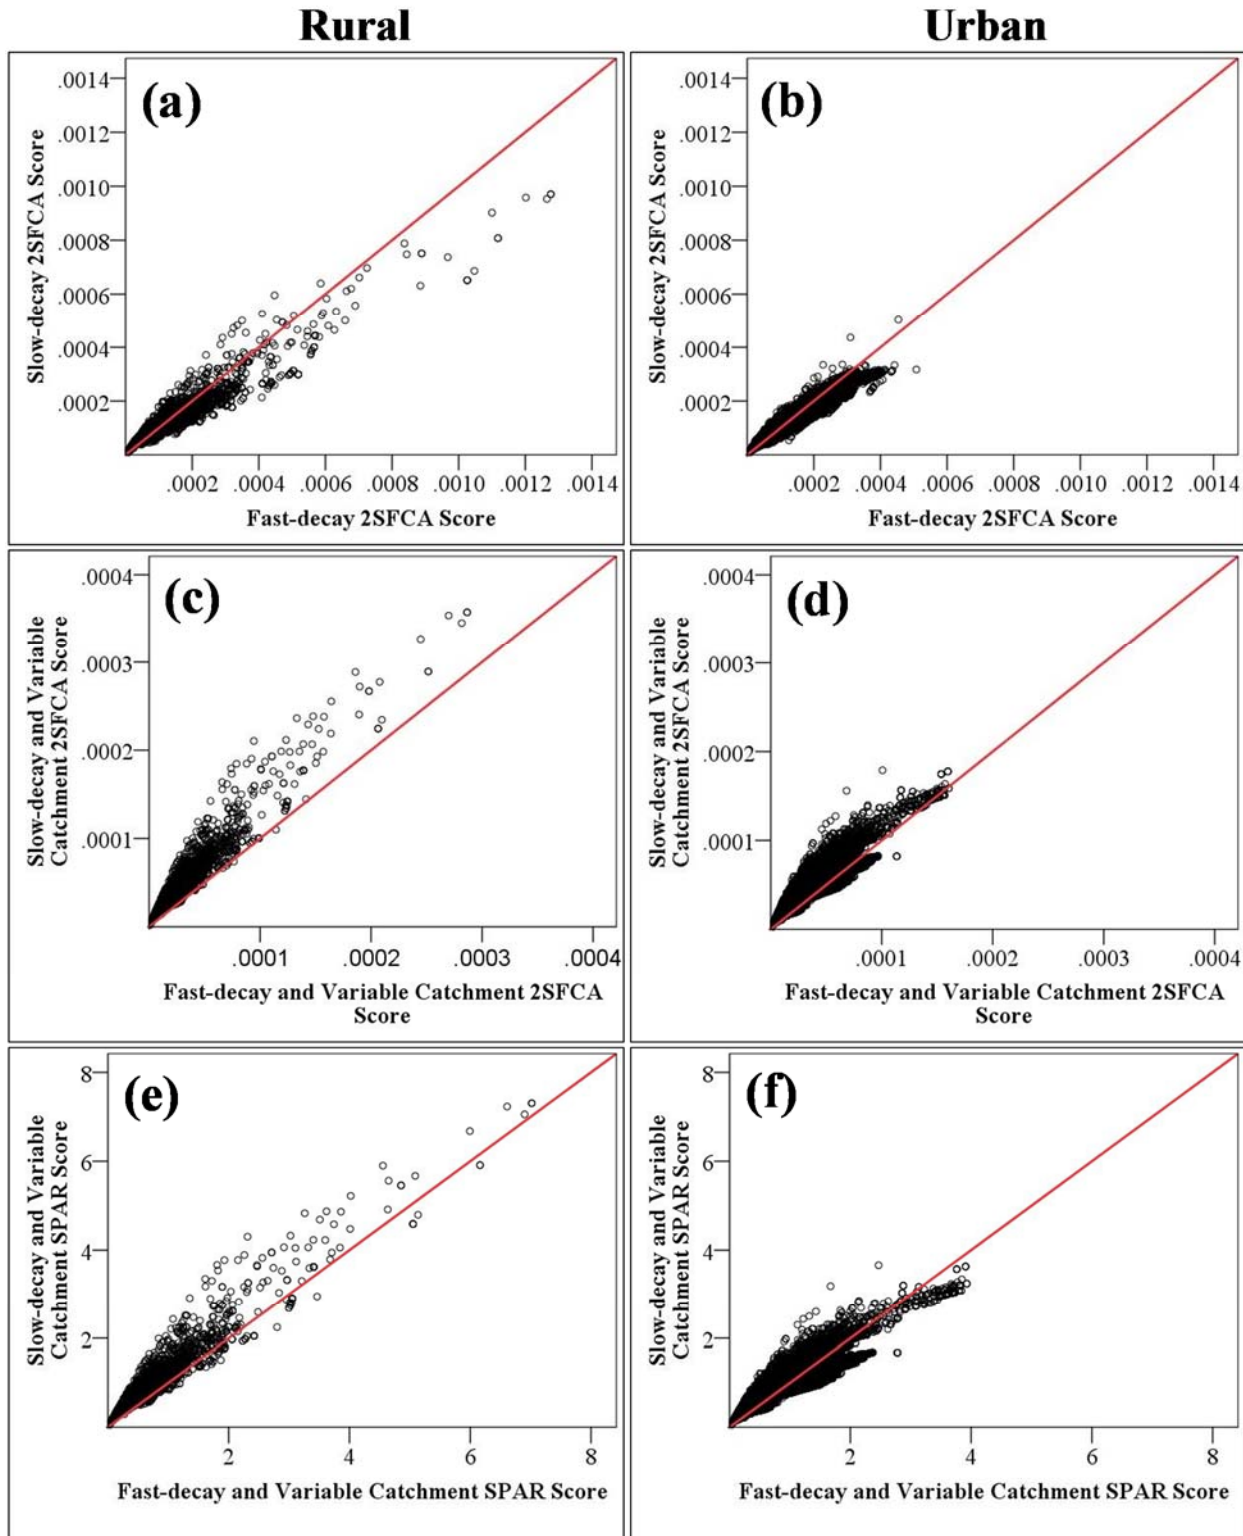 Rural
Urban
(a)
Slow-decay 2SFCA Score
.0014
.0012
.0010
.0008
.0006
.0004
.0002
.0002 .0004 .0006 .0008 .0010 .0012 .0014
Fast-decay 2SFCA Score
(b)
Slow-decay 2SFCA Score
.0014
.0012
.0010
.0008
.0006
.0004
.0002
.0002 .0004 .0006 .0008 .0010 .0012 .0014
Fast-decay 2SFCA Score
(c)
Slow-decay and Variable
Catchment 2SFCA Score
.0004
.0003
.0002
.0001
.0001 .0002 .0003 .0004
Fast-decay and Variable Catchment 2SFCA
Score
(d)
Slow-decay and Variable
Catchment 2SFCA Score
.0004
.0003
.0002
.0001
.0001 .0002 .0003 .0004
Fast-decay and Variable Catchment 2SFCA
Score
(e)
Slow-decay and Variable
Catchment SPAR Score
8
6
4
2
2 4 6 8
Fast-decay and Variable Catchment SPAR Score
(f)
Slow-decay and Variable
Catchment SPAR Score
8
6
4
2
2 4 6 8
Fast-decay and Variable Catchment SPAR Score